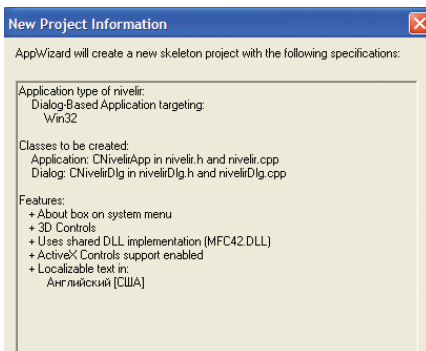 New Project Information
AppWizard will create a new skeleton project with the following specifications:
Application type of nivelir:
Dialog-Based Application targeting:
Win32
Classes to be created:
Application: CNivelirApp in nivelir.h and nivelir.cpp
Dialog: CNivelirDlg in nivelirDlg.h and nivelirDlg.cpp
Features:
+ About box on system menu
+ 3D Controls
+ Uses shared DLL implementation (MFC42.DLL)
+ ActiveX Controls support enabled
+ Localizable text in:
Английский [США]